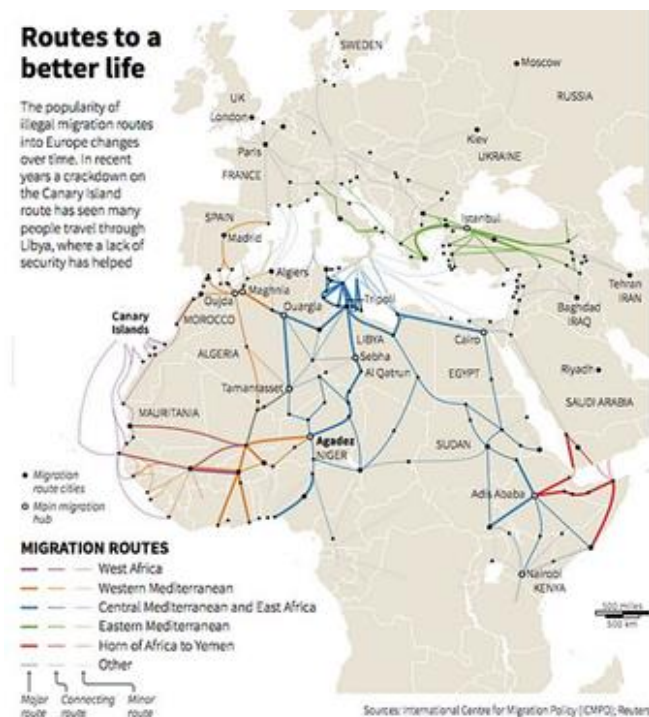 Routes to a
better life
The popularity of
illegal migration routes
into Europe changes
over time. In recent
years a crackdown on
the Canary Island
route has seen many
people travel through
Libya, where a lack of
security has helped
SWEDEN
Moscow
RUSSIA
UK
London
Kiev
UKRAINE
Paris
FRANCE
SPAIN
Madrid
Istanbul
Algiers
Tehran
IRAN
Oujda
Maghnia
Tripoli
Baghdad
IRAQ
Canary
Islands
MOROCCO
Ouargla
LIBYA
Cairo
ALGERIA
Sebha
Al Qatrun
EGYPT
Riyadh
Tamantasset
SAUDI ARABIA
MAURITANIA
Agadez
NIGER
SUDAN
Adis Ababa
Nairobi
KENYA
Migration
route cities
Main migration
hub
MIGRATION ROUTES
West Africa
Western Mediterranean
Central Mediterranean and East Africa
Eastern Mediterranean
Horn of Africa to Yemen
Other
Major
route
Connecting
route
Minor
route
500 miles
500 km
Sources: International Centre for Migration Policy (ICMPD); Reuters